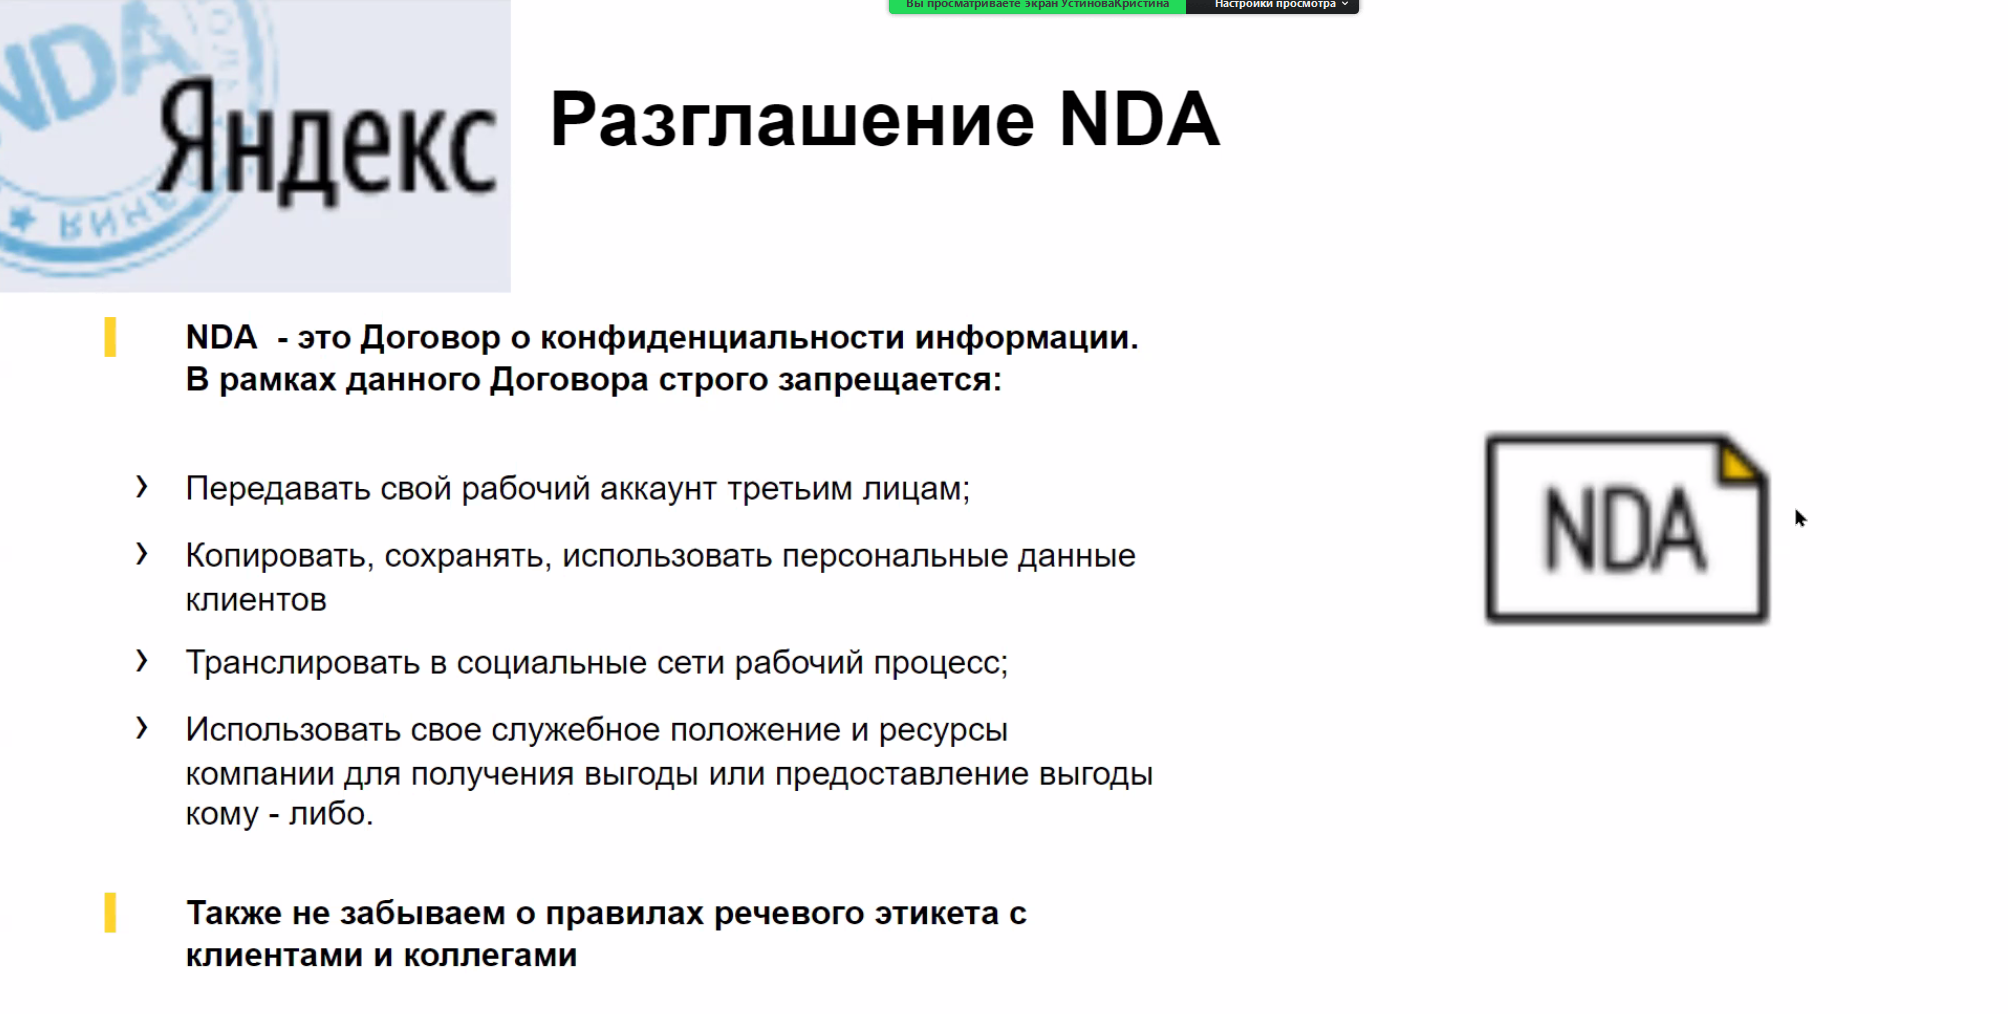 Вы просматриваете экран УстиноваКристина
Настройки просмотра
NDA
Яндекс
Разглашение NDA
NDA - это Договор о конфиденциальности информации.
В рамках данного Договора строго запрещается:
› Передавать свой рабочий аккаунт третьим лицам;
› Копировать, сохранять, использовать персональные данные
клиентов
› Транслировать в социальные сети рабочий процесс;
› Использовать свое служебное положение и ресурсы
компании для получения выгоды или предоставление выгоды
кому - либо.
NDA
Также не забываем о правилах речевого этикета с
клиентами и коллегами